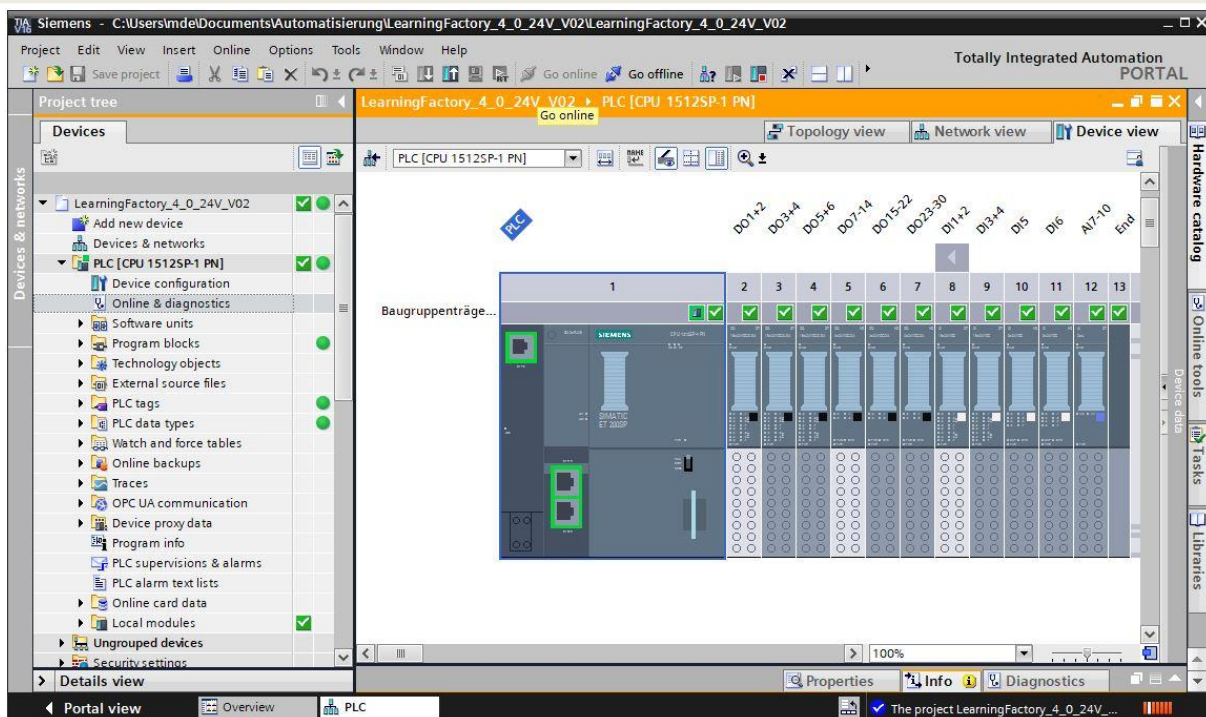 TIA V16 Siemens - C:\Users\mde\Documents\Automatisierung\LearningFactory_4_0_24V_V02\LearningFactory_4_0_24V_V02
Project Edit View Insert Online Options Tools Window Help
Totally Integrated Automation
PORTAL
Save project Go online Go offline
Project tree
LearningFactory_4_0_24V_V02 PLC [CPU 1512SP-1 PN]
Go online
Devices
Topology view Network view Device view
PLC [CPU 1512SP-1 PN]
LearningFactory_4_0_24V_V02
Add new device
Devices & networks
PLC [CPU 1512SP-1 PN]
Device configuration
Online & diagnostics
Software units
Program blocks
Technology objects
External source files
PLC tags
PLC data types
Watch and force tables
Online backups
Traces
OPC UA communication
Device proxy data
Program info
PLC supervisions & alarms
PLC alarm text lists
Online card data
Local modules
Ungrouped devices
Security settings
Details view
Devices & networks
PLC DO1+2 DO3+4 DO5+6 DO7-14 DO15-22 DO23-30 DI1+2 DI3+4 DI5 DI6 AI7-10 End
1 2 3 4 5 6 7 8 9 10 11 12 13
Baugruppenträge...
SIEMENS
SIMATIC
ET 200SP
100%
Device data
Hardware catalog
Online tools
Tasks
Libraries
Properties Info Diagnostics
Portal view Overview PLC
The project LearningFactory_4_0_24V_...